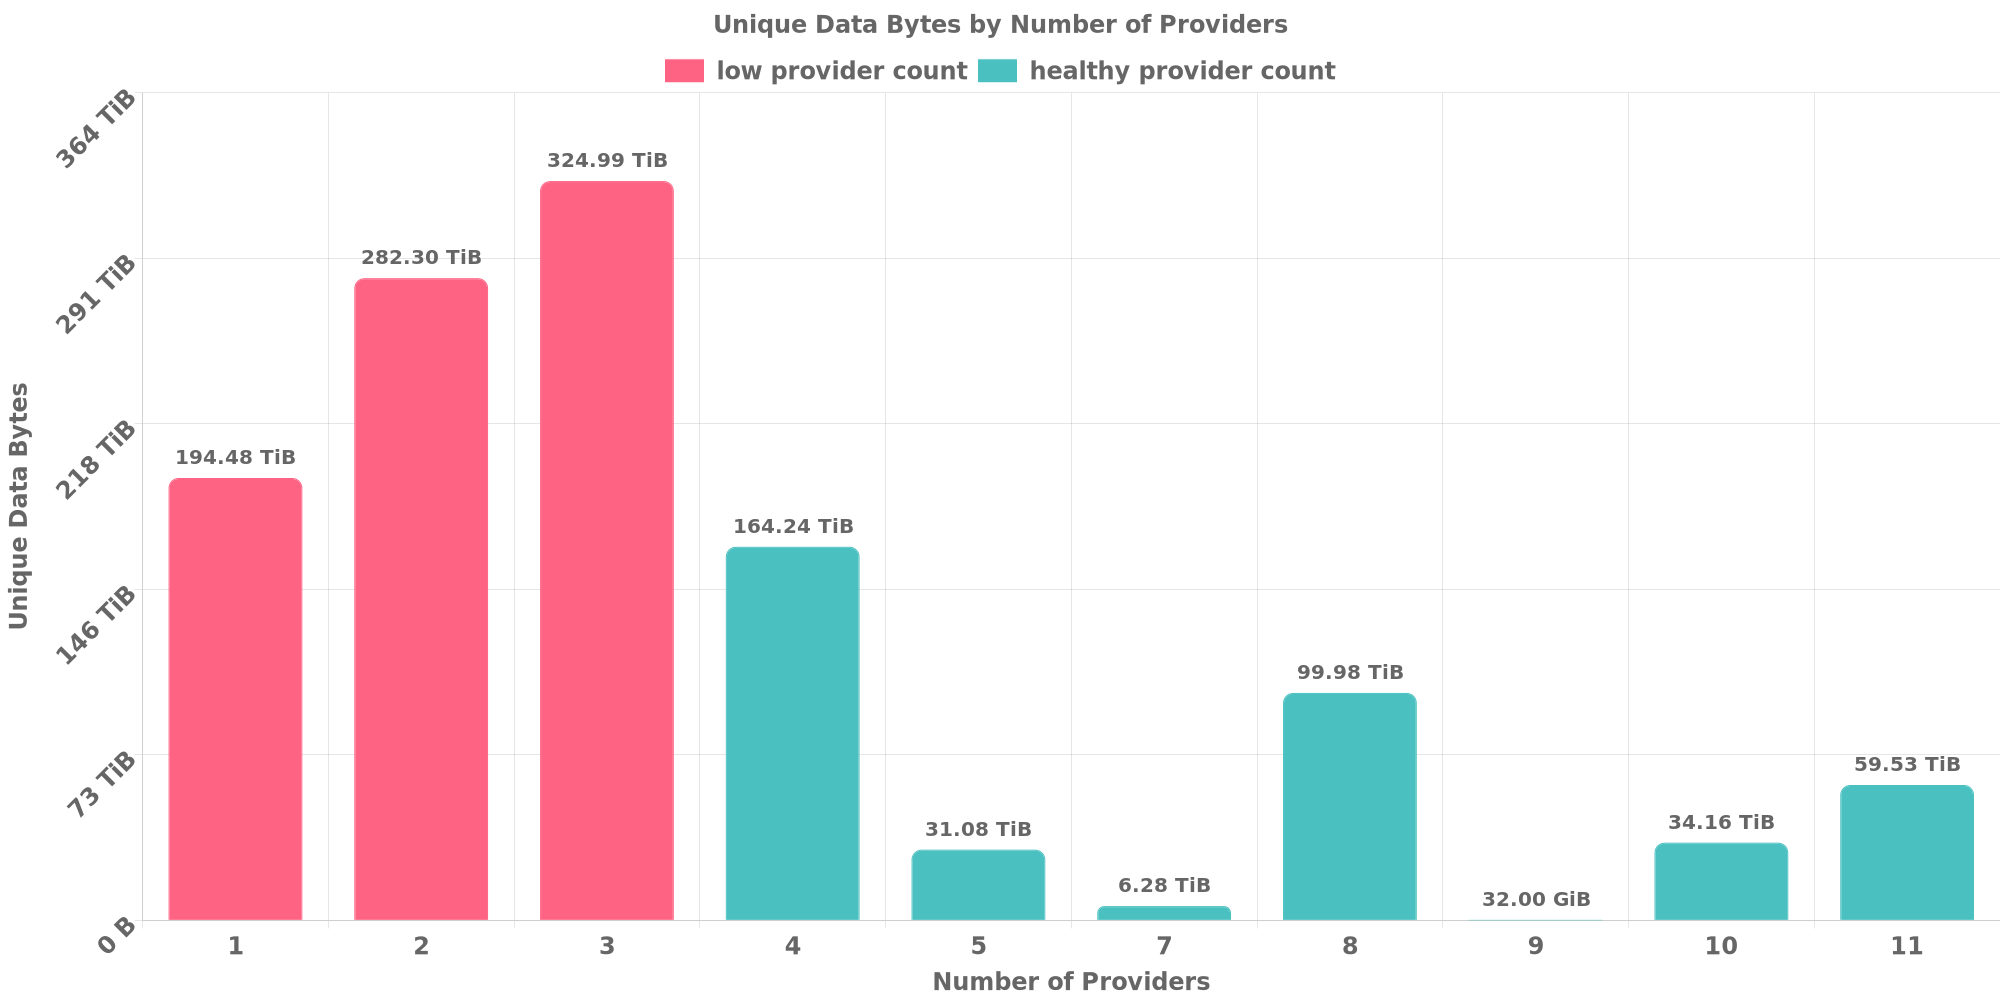 Unique Data Bytes by Number of Providers
low provider count healthy provider count
364 TiB
291 TiB
218 TiB
146 TiB
73 TiB
0 B
Unique Data Bytes
194.48 TiB
282.30 TiB
324.99 TiB
164.24 TiB
31.08 TiB
6.28 TiB
99.98 TiB
32.00 GiB
34.16 TiB
59.53 TiB
1 2 3 4 5 7 8 9 10 11
Number of Providers